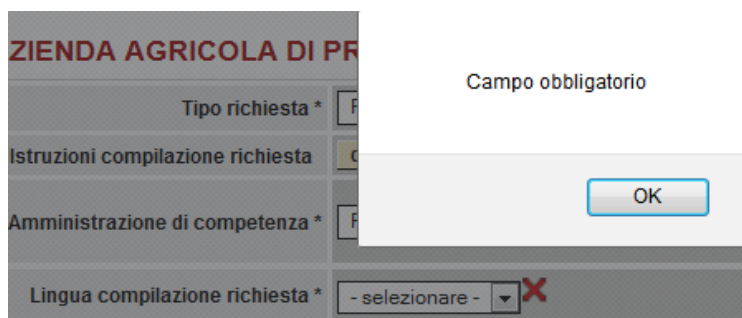 ZIENDA AGRICOLA DI PR
Campo obbligatorio
Tipo richiesta *
Istruzioni compilazione richiesta
OK
Amministrazione di competenza *
Lingua compilazione richiesta * - selezionare -